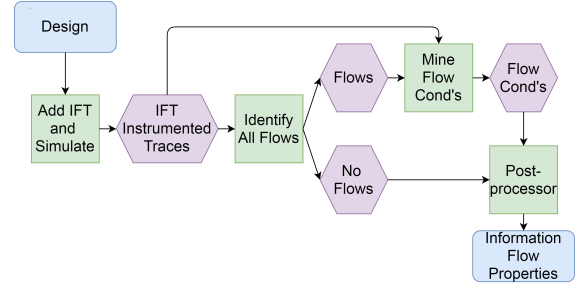 Design
Add IFT
and
Simulate
IFT
Instrumented
Traces
Identify
All Flows
Flows
No
Flows
Mine
Flow
Cond's
Flow
Cond's
Post-
processor
Information
Flow
Properties